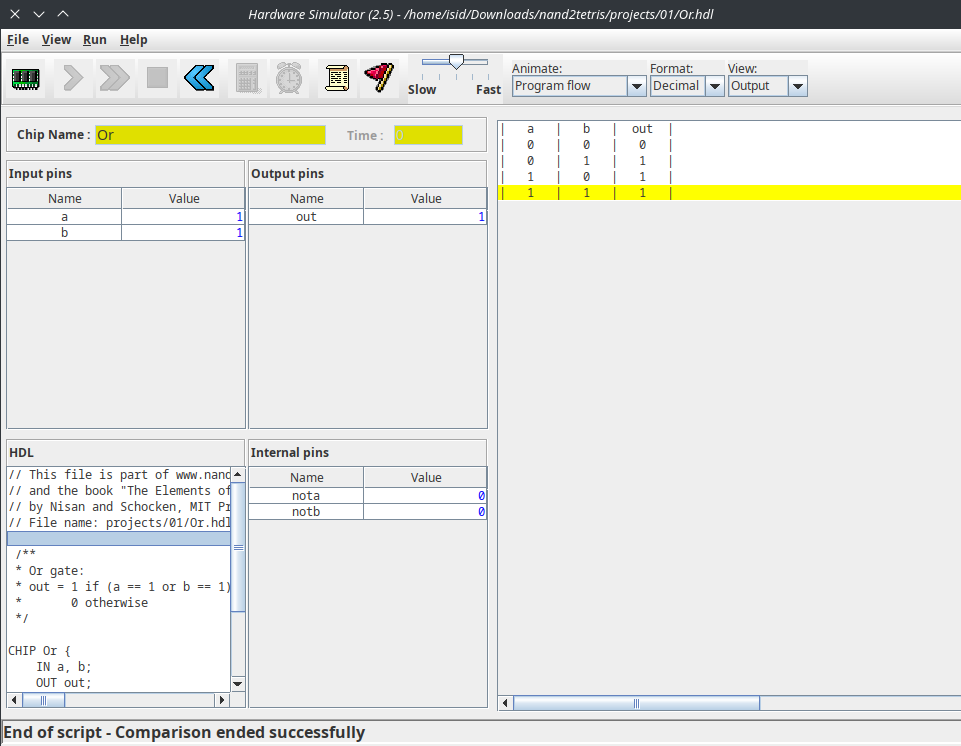 Hardware Simulator (2.5) - /home/isid/Downloads/nand2tetris/projects/01/Or.hdl
File View Run Help
Slow Fast
Animate: Format: View:
Program flow Decimal Output
Chip Name : Or Time : 0
Input pins
Name Value
a 1
b 1
Output pins
Name Value
out 1
HDL
// This file is part of www.nand
// and the book "The Elements of
// by Nisan and Schocken, MIT Pr
// File name: projects/01/Or.hdl
/**
* Or gate:
* out = 1 if (a == 1 or b == 1)
* 0 otherwise
*/
CHIP Or {
IN a, b;
OUT out;
Internal pins
Name Value
nota 0
notb 0
| a | b | out |
| 0 | 0 | 0 |
| 0 | 1 | 1 |
| 1 | 0 | 1 |
| 1 | 1 | 1 |
End of script - Comparison ended successfully